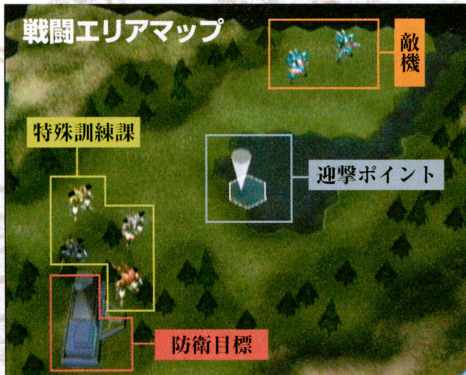 戦闘エリアマップ
敵機
特殊訓練課
迎撃ポイント
防衛目標